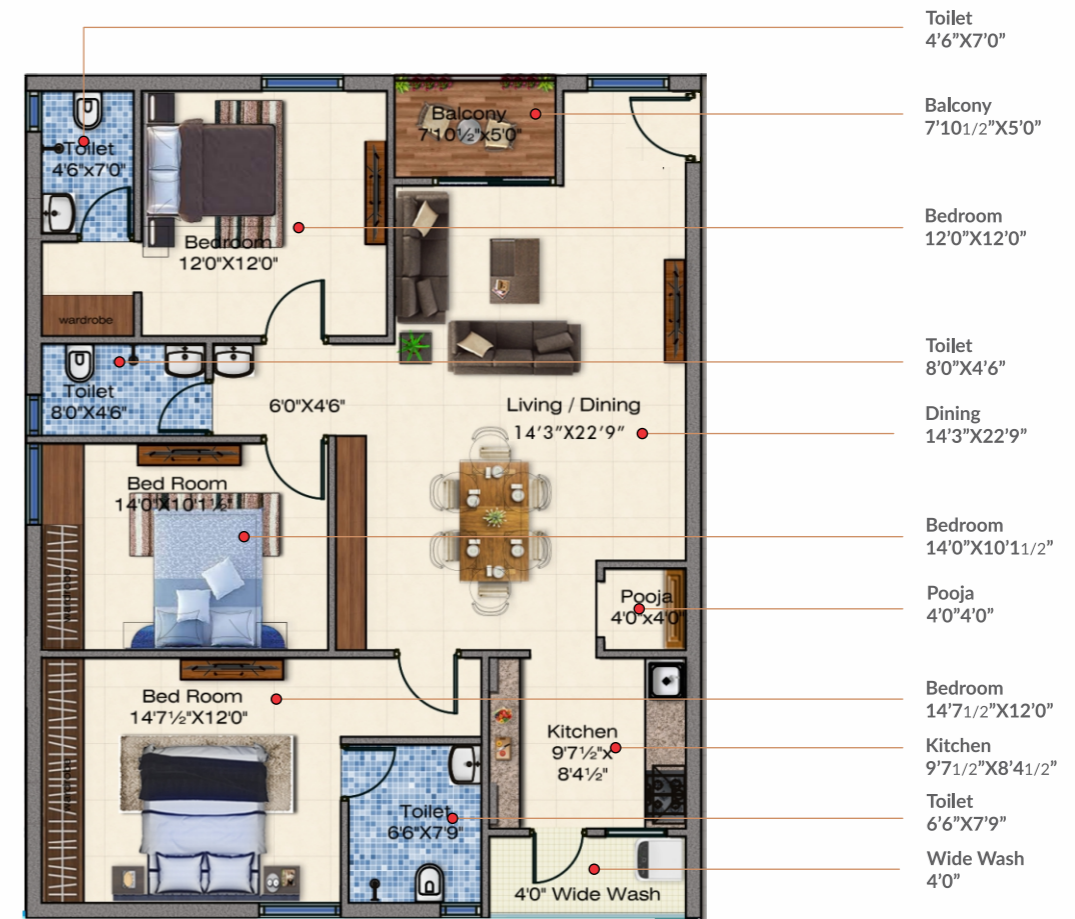 Toilet
4'6"x7'0"
Balcony
7'10½"x5'0"
Bedroom
12'0"X12'0"
wardrobe
Toilet
8'0"X4'6"
6'0"X4'6"
Living / Dining
14'3"X22'9"
Bed Room
14'0"X10'1½"
Pooja
4'0"x4'0"
Bed Room
14'7½"X12'0"
Kitchen
9'7½"x
8'4½"
Toilet
6'6"X7'9"
4'0" Wide Wash
Toilet
4'6"X7'0"
Balcony
7'101/2"X5'0"
Bedroom
12'0"X12'0"
Toilet
8'0"X4'6"
Dining
14'3"X22'9"
Bedroom
14'0"X10'11/2"
Pooja
4'0"4'0"
Bedroom
14'71/2"X12'0"
Kitchen
9'71/2"X8'41/2"
Toilet
6'6"X7'9"
Wide Wash
4'0"